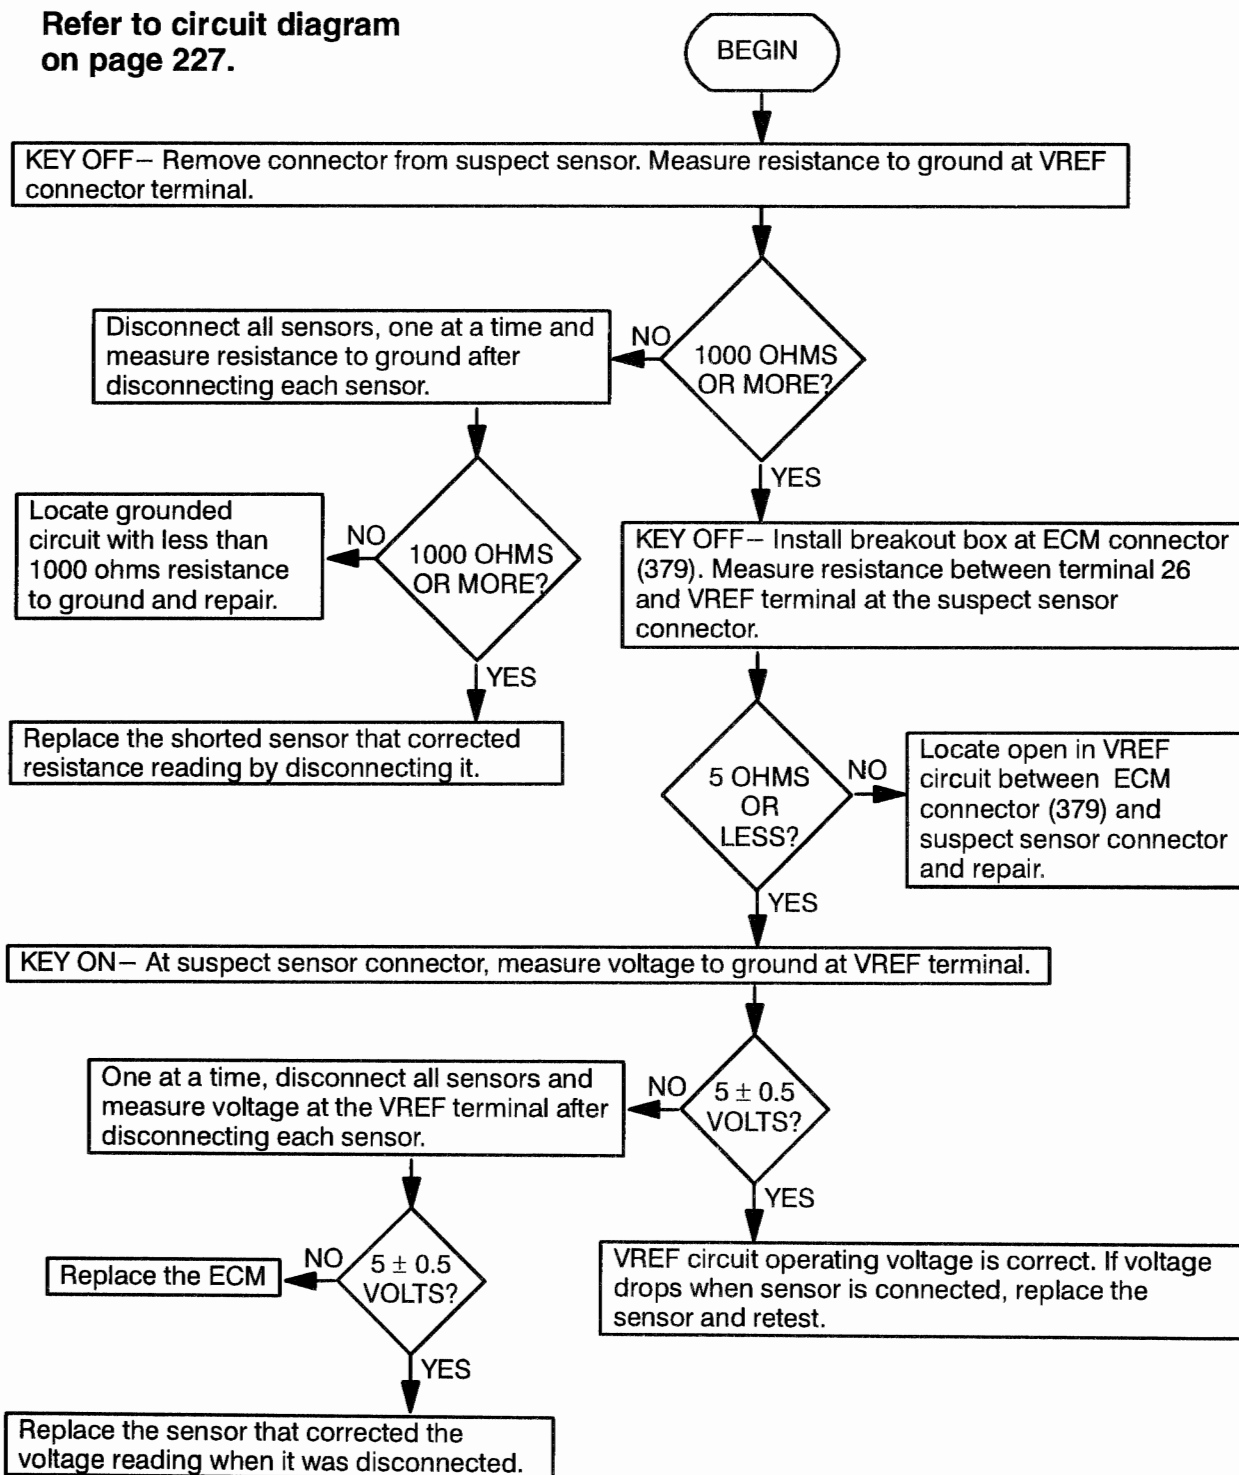 Refer to circuit diagram
on page 227.
BEGIN
KEY OFF— Remove connector from suspect sensor. Measure resistance to ground at VREF
connector terminal.
Disconnect all sensors, one at a time and
measure resistance to ground after
disconnecting each sensor.
NO
1000 OHMS
OR MORE?
YES
Locate grounded
circuit with less than
1000 ohms resistance
to ground and repair.
NO
1000 OHMS
OR MORE?
YES
KEY OFF— Install breakout box at ECM connector
(379). Measure resistance between terminal 26
and VREF terminal at the suspect sensor
connector.
Replace the shorted sensor that corrected
resistance reading by disconnecting it.
5 OHMS
OR
LESS?
NO
Locate open in VREF
circuit between ECM
connector (379) and
suspect sensor connector
and repair.
YES
KEY ON— At suspect sensor connector, measure voltage to ground at VREF terminal.
One at a time, disconnect all sensors and
measure voltage at the VREF terminal after
disconnecting each sensor.
NO
5 ± 0.5
VOLTS?
YES
Replace the ECM
NO
5 ± 0.5
VOLTS?
YES
VREF circuit operating voltage is correct. If voltage
drops when sensor is connected, replace the
sensor and retest.
Replace the sensor that corrected the
voltage reading when it was disconnected.